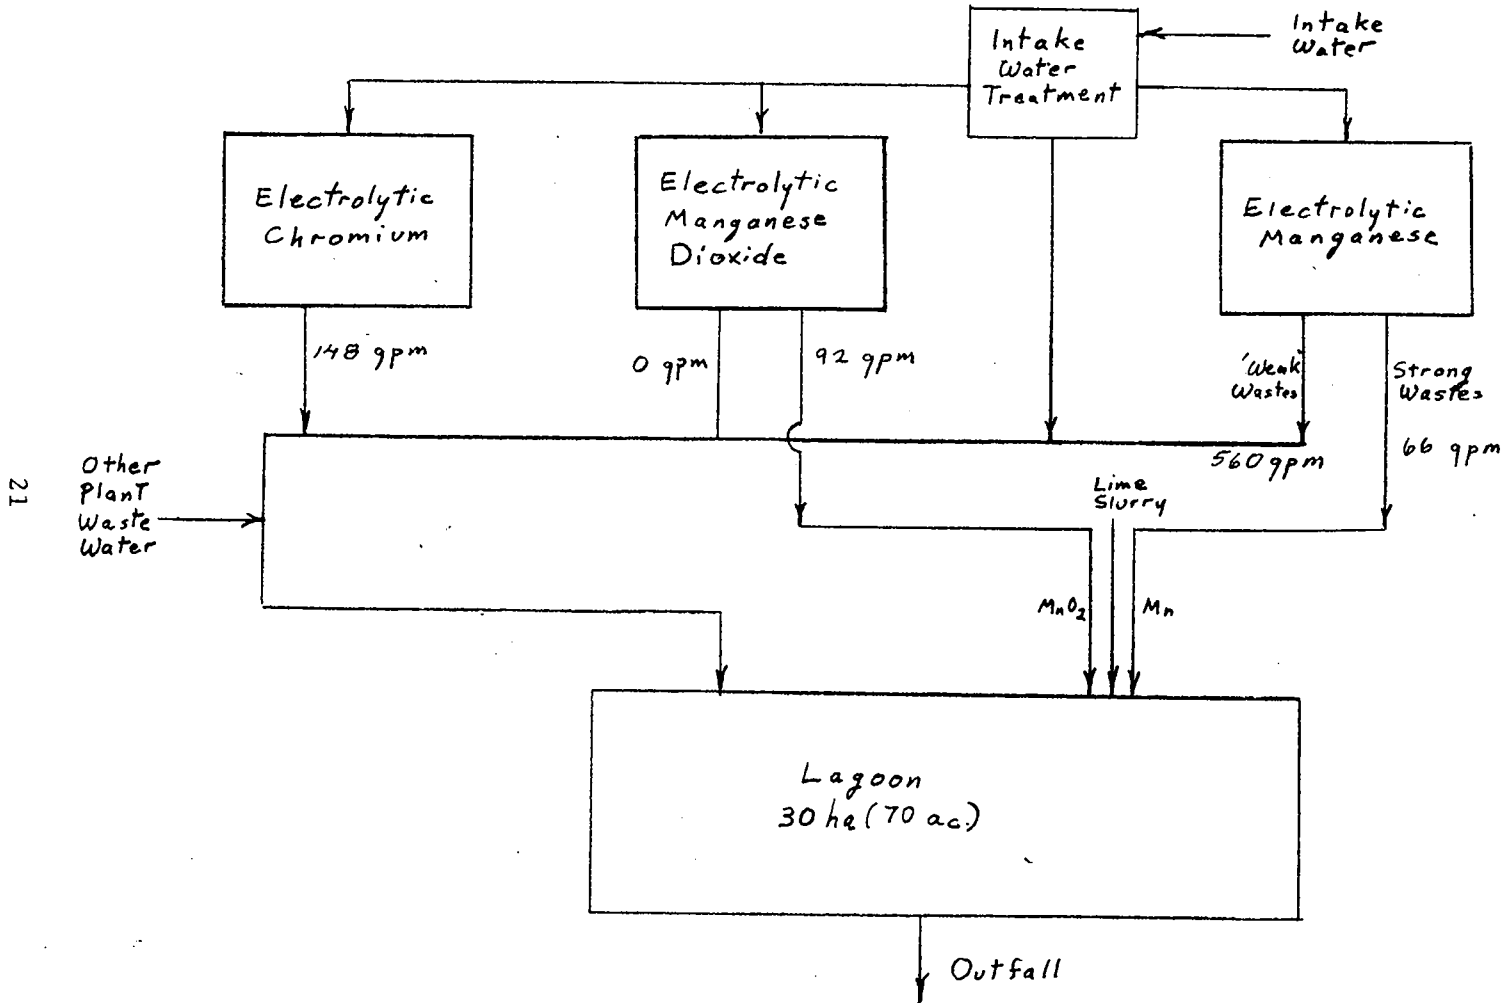 Intake
Water
Intake
Water
Treatment
Electrolytic
Chromium
Electrolytic
Manganese
Dioxide
Electrolytic
Manganese
148 gpm
0 gpm
92 gpm
'Weak'
Wastes
Strong
Wastes
560 gpm
66 gpm
Other
Plant
Waste
Water
Lime
Slurry
MnO2
Mn
Lagoon
30 ha (70 ac.)
Outfall
21